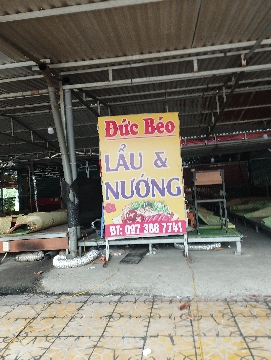 Đức Béo
LẨU &
NƯỚNG
ĐT: 097 388 7741